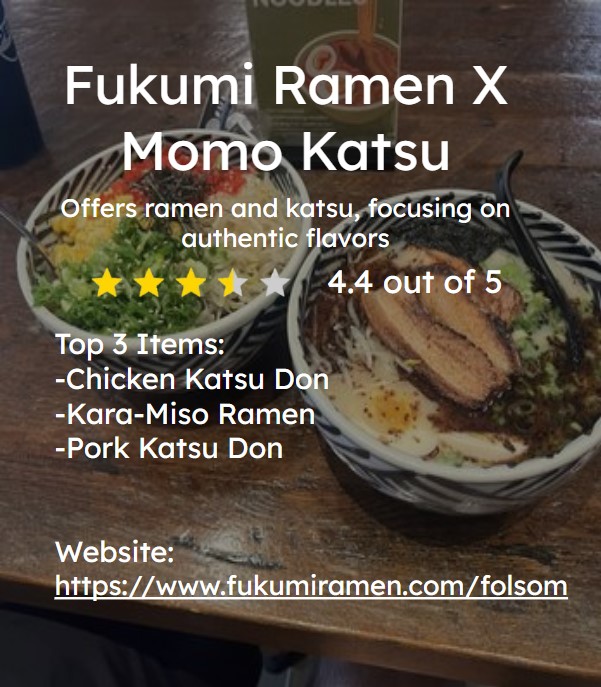 NOODLES
Fukumi Ramen X
Momo Katsu
Offers ramen and katsu, focusing on
authentic flavors
4.4 out of 5
Top 3 Items:
-Chicken Katsu Don
-Kara-Miso Ramen
-Pork Katsu Don
Website:
https://www.fukumiramen.com/folsom